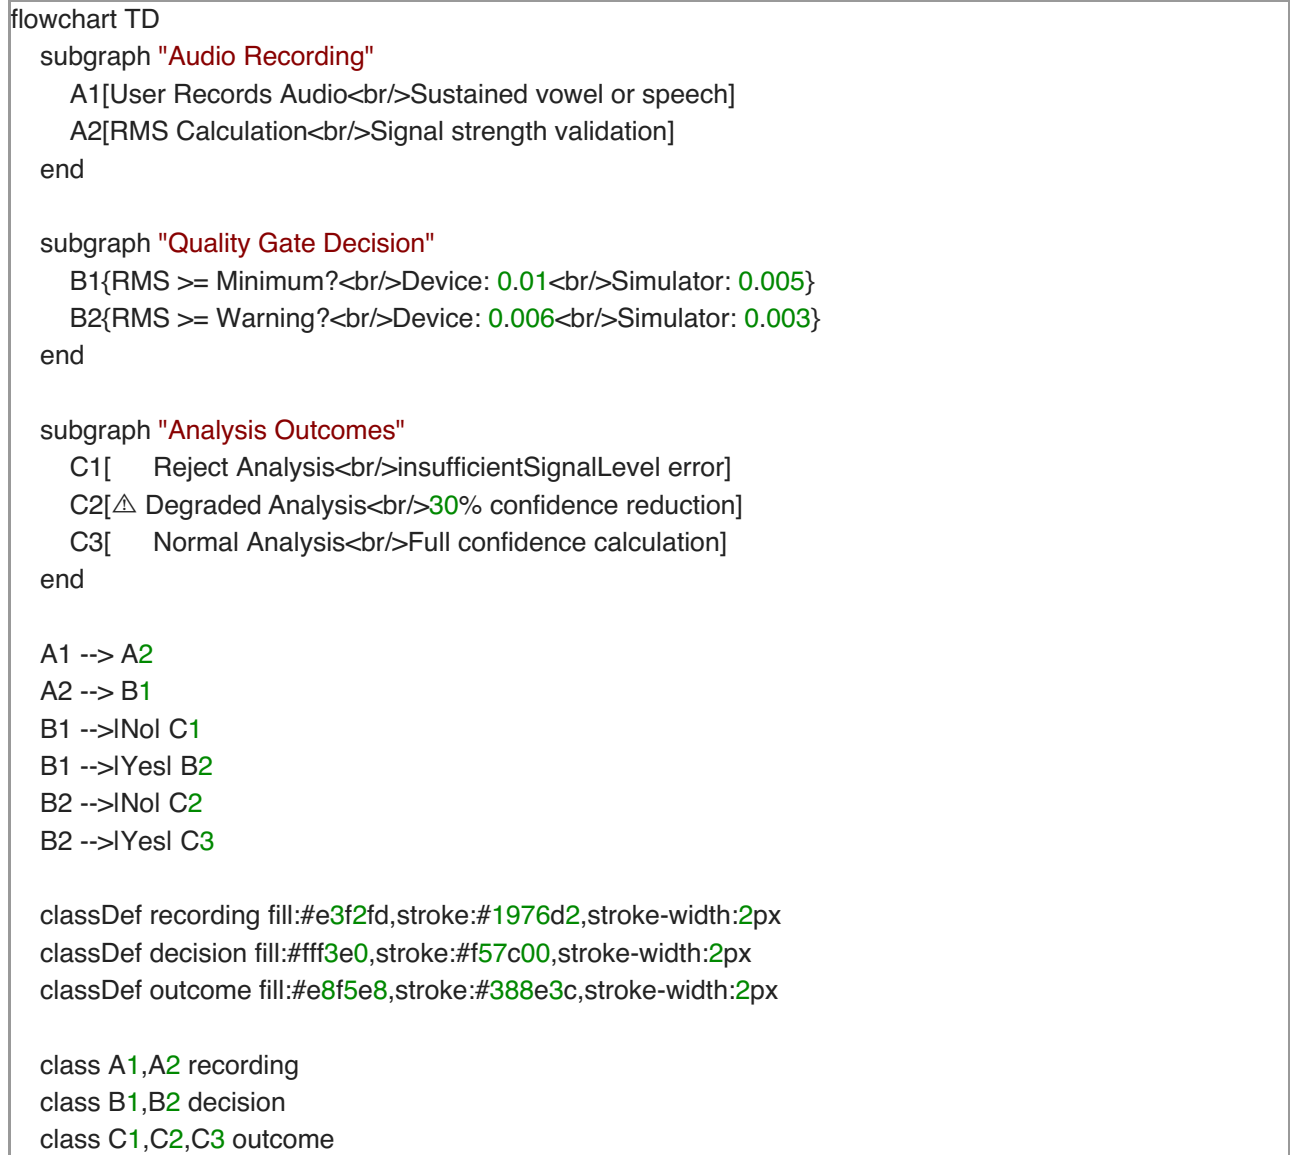 flowchart TD
subgraph "Audio Recording"
A1[User Records Audio<br/>Sustained vowel or speech]
A2[RMS Calculation<br/>Signal strength validation]
end
subgraph "Quality Gate Decision"
B1{RMS >= Minimum?<br/>Device: 0.01<br/>Simulator: 0.005}
B2{RMS >= Warning?<br/>Device: 0.006<br/>Simulator: 0.003}
end
subgraph "Analysis Outcomes"
C1[ Reject Analysis<br/>insufficientSignalLevel error]
C2[⚠ Degraded Analysis<br/>30% confidence reduction]
C3[ Normal Analysis<br/>Full confidence calculation]
end
A1 --> A2
A2 --> B1
B1 -->|No| C1
B1 -->|Yes| B2
B2 -->|No| C2
B2 -->|Yes| C3
classDef recording fill:#e3f2fd,stroke:#1976d2,stroke-width:2px
classDef decision fill:#fff3e0,stroke:#f57c00,stroke-width:2px
classDef outcome fill:#e8f5e8,stroke:#388e3c,stroke-width:2px
class A1,A2 recording
class B1,B2 decision
class C1,C2,C3 outcome